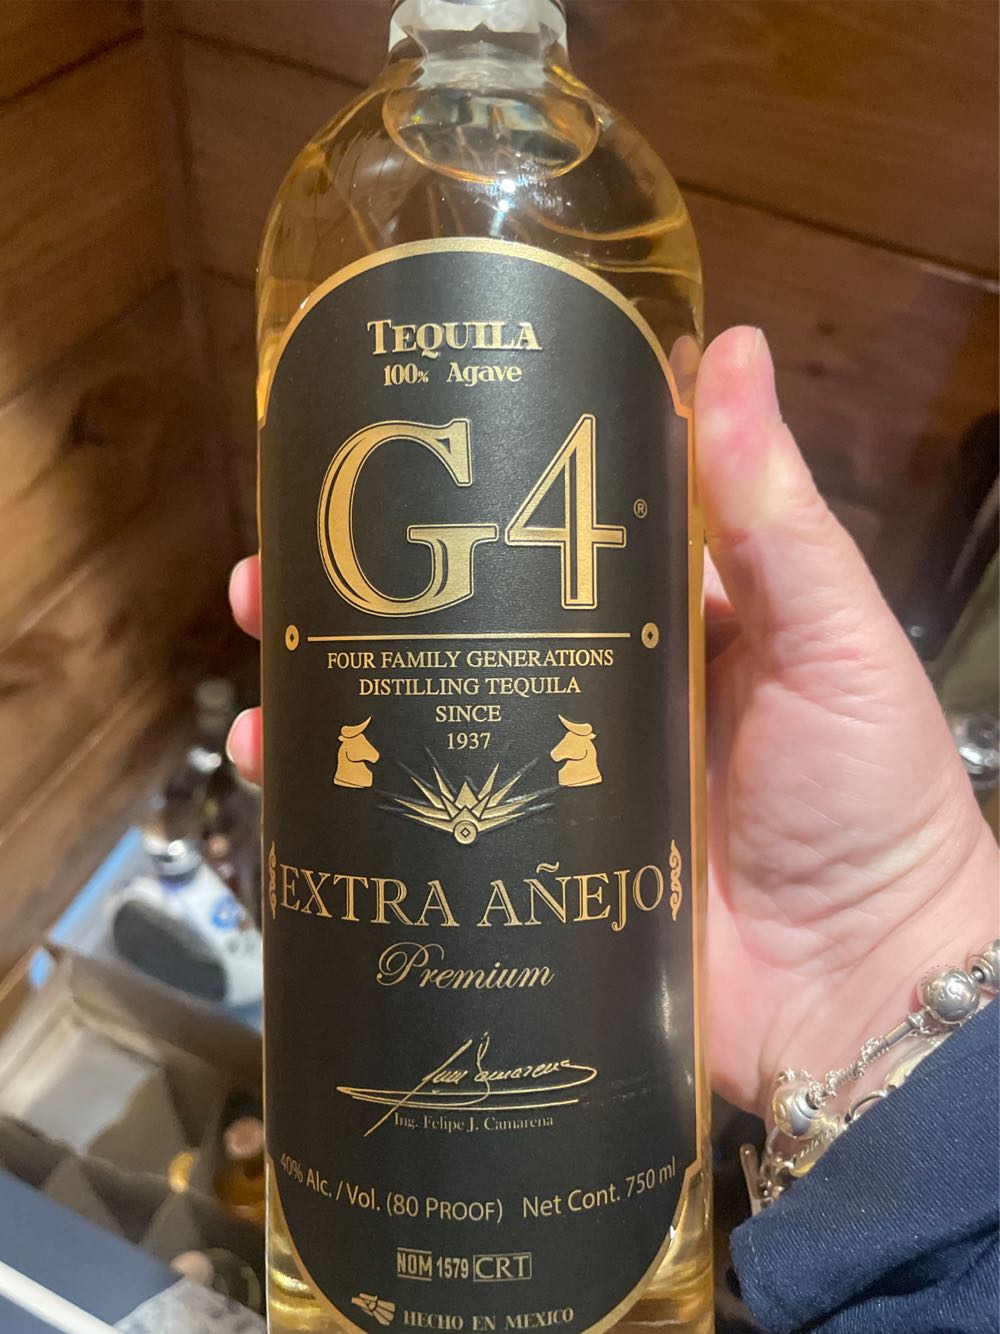 TEQUILA
100% Agave
G4®
FOUR FAMILY GENERATIONS
DISTILLING TEQUILA
SINCE
1937
EXTRA AÑEJO
Premium
Ing. Felipe J. Camarena
40% Alc. / Vol. (80 PROOF) Net Cont. 750 ml
NOM 1579 CRT
HECHO EN MEXICO